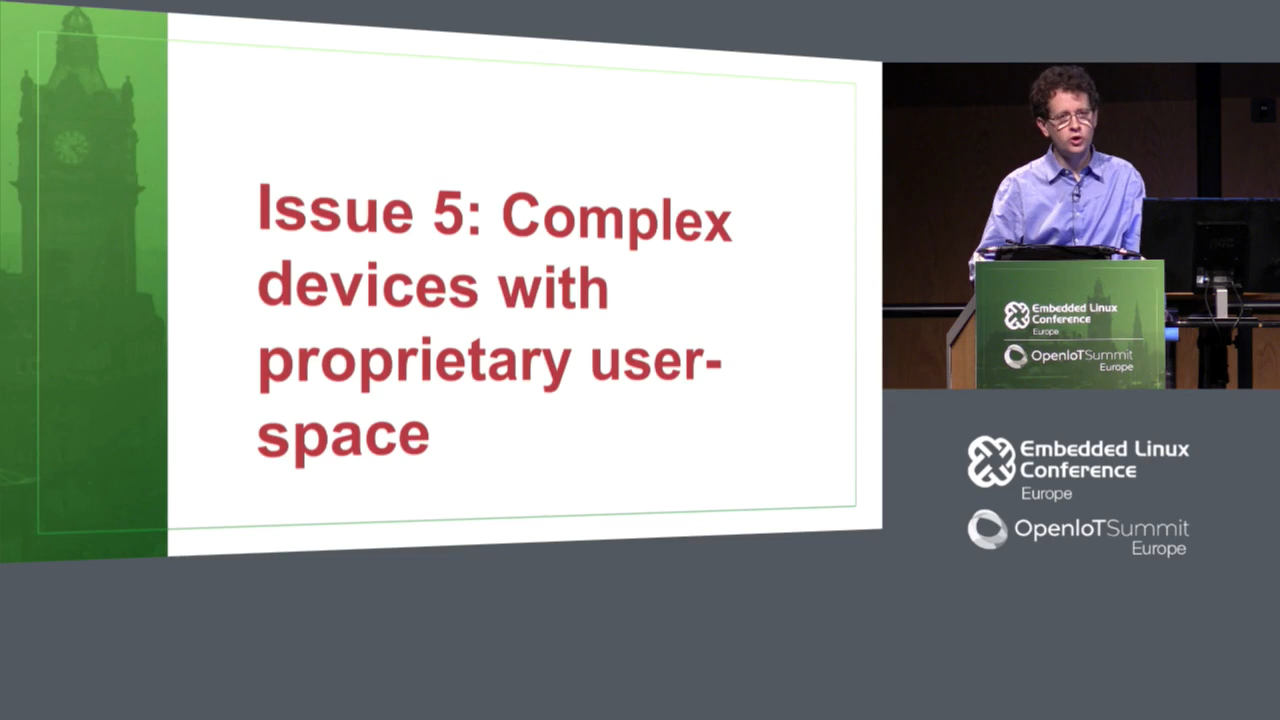 Issue 5: Complex
devices with
proprietary user-
space
Embedded Linux
Conference
Europe
OpenIoTSummit
Europe
Embedded Linux
Conference
Europe
OpenIoTSummit
Europe